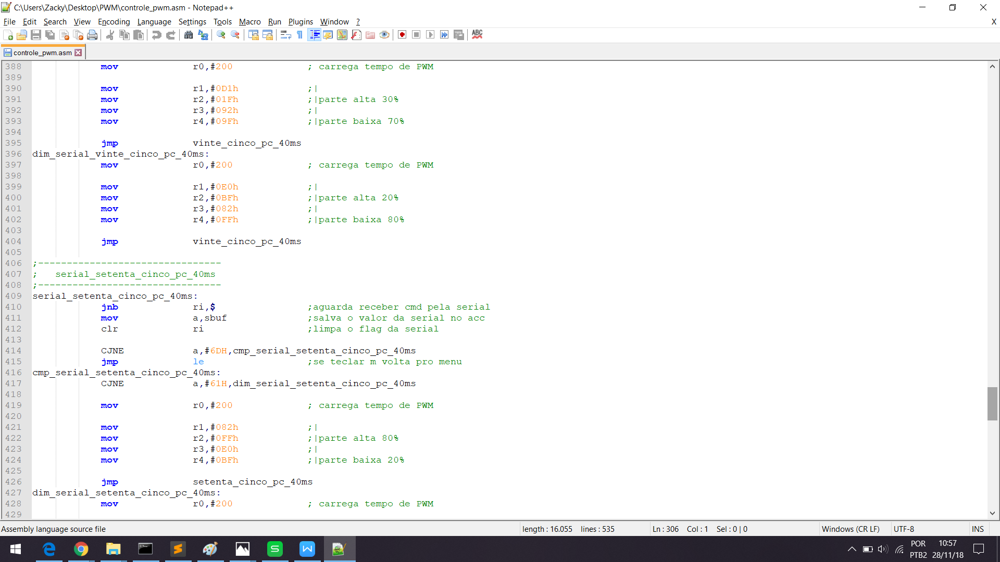 C:\Users\Zacky\Desktop\PWM\controle_pwm.asm - Notepad++
File Edit Search View Encoding Language Settings Tools Macro Run Plugins Window ? X
ABC
controle_pwm.asm
388 mov r0,#200 ; carrega tempo de PWM
389
390 mov r1,#0D1h ;|
391 mov r2,#01Fh ;|parte alta 30%
392 mov r3,#092h ;|
393 mov r4,#09Fh ;|parte baixa 70%
394
395 jmp vinte_cinco_pc_40ms
396 dim_serial_vinte_cinco_pc_40ms:
397 mov r0,#200 ; carrega tempo de PWM
398
399 mov r1,#0E0h ;|
400 mov r2,#0BFh ;|parte alta 20%
401 mov r3,#082h ;|
402 mov r4,#0FFh ;|parte baixa 80%
403
404 jmp vinte_cinco_pc_40ms
405
406 ;--------------------------------
407 ; serial_setenta_cinco_pc_40ms
408 ;--------------------------------
409 serial_setenta_cinco_pc_40ms:
410 jnb ri,$ ;aguarda receber cmd pela serial
411 mov a,sbuf ;salva o valor da serial no acc
412 clr ri ;limpa o flag da serial
413
414 CJNE a,#6DH,cmp_serial_setenta_cinco_pc_40ms
415 jmp le ;se teclar m volta pro menu
416 cmp_serial_setenta_cinco_pc_40ms:
417 CJNE a,#61H,dim_serial_setenta_cinco_pc_40ms
418
419 mov r0,#200 ; carrega tempo de PWM
420
421 mov r1,#082h ;|
422 mov r2,#0FFh ;|parte alta 80%
423 mov r3,#0E0h ;|
424 mov r4,#0BFh ;|parte baixa 20%
425
426 jmp setenta_cinco_pc_40ms
427 dim_serial_setenta_cinco_pc_40ms:
428 mov r0,#200 ; carrega tempo de PWM
429
Assembly language source file length : 16.055 lines : 535 Ln : 306 Col : 1 Sel : 0 | 0 Windows (CR LF) UTF-8 INS
POR 10:57
PTB2 28/11/18